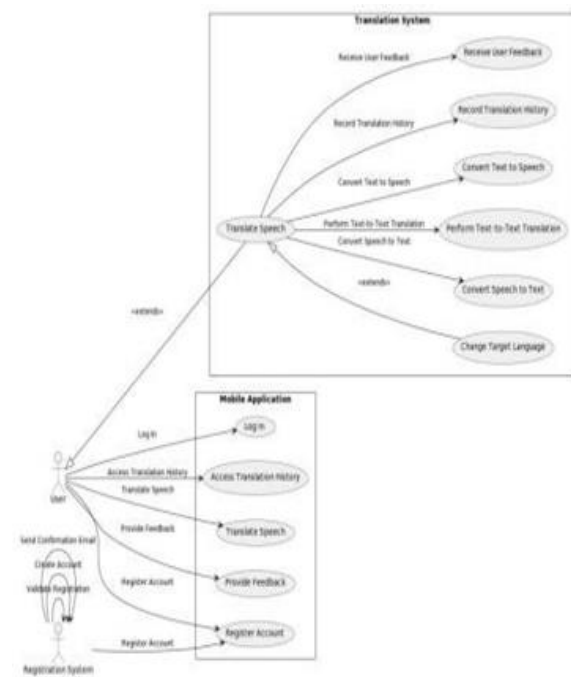 Translation System
Receive User Feedback
Receive User Feedback
Record Translation History
Record Translation History
Convert Text to Speech
Convert Text to Speech
Translate Speech
Perform Text-to-Text Translation
Perform Text-to-Text Translation
Convert Speech to Text
Convert Speech to Text
«extends»
Change Target Language
«extends»
Mobile Application
Log In
Log In
User
Access Translation History
Access Translation History
Translate Speech
Translate Speech
Provide Feedback
Provide Feedback
Send Confirmation Email
Create Account
Validate Registration
Register Account
Register Account
Register Account
Registration System